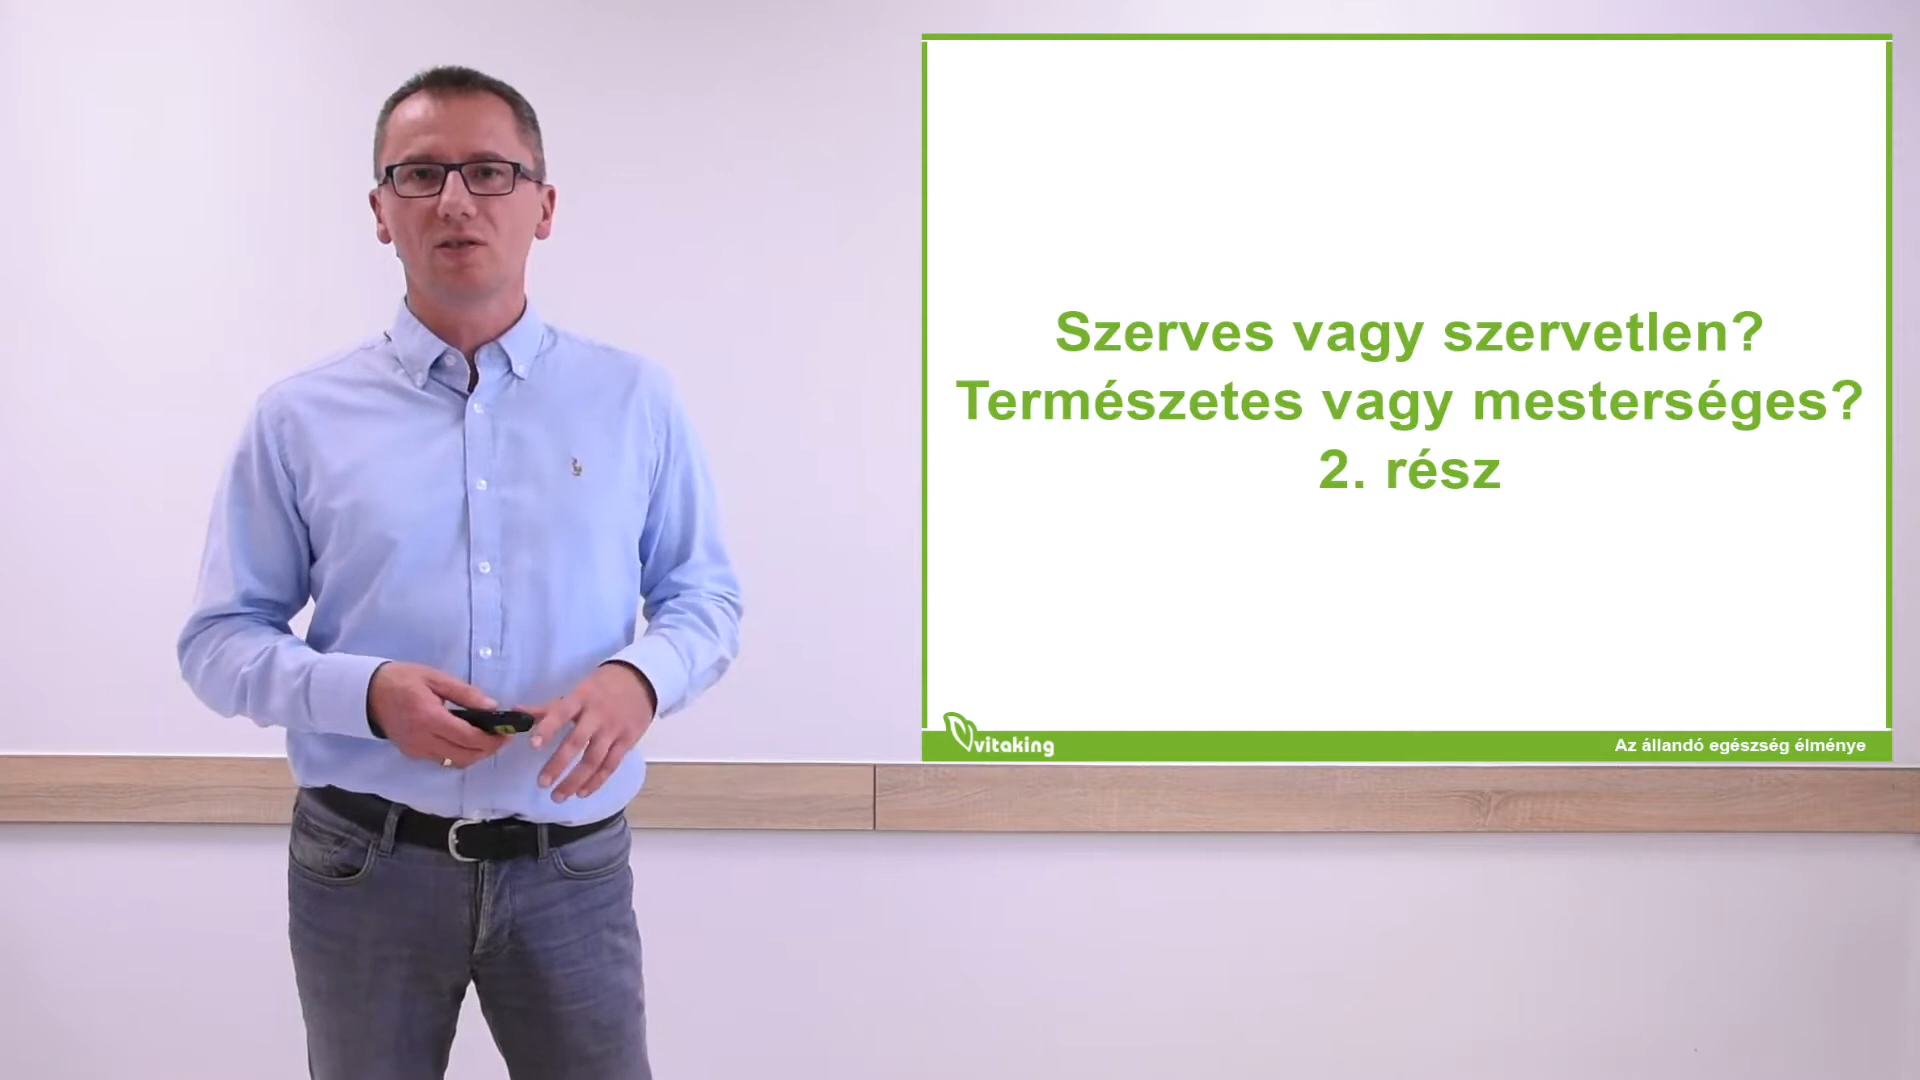 Szerves vagy szervetlen?
Természetes vagy mesterséges?
2. rész
vitaking
Az állandó egészség élménye